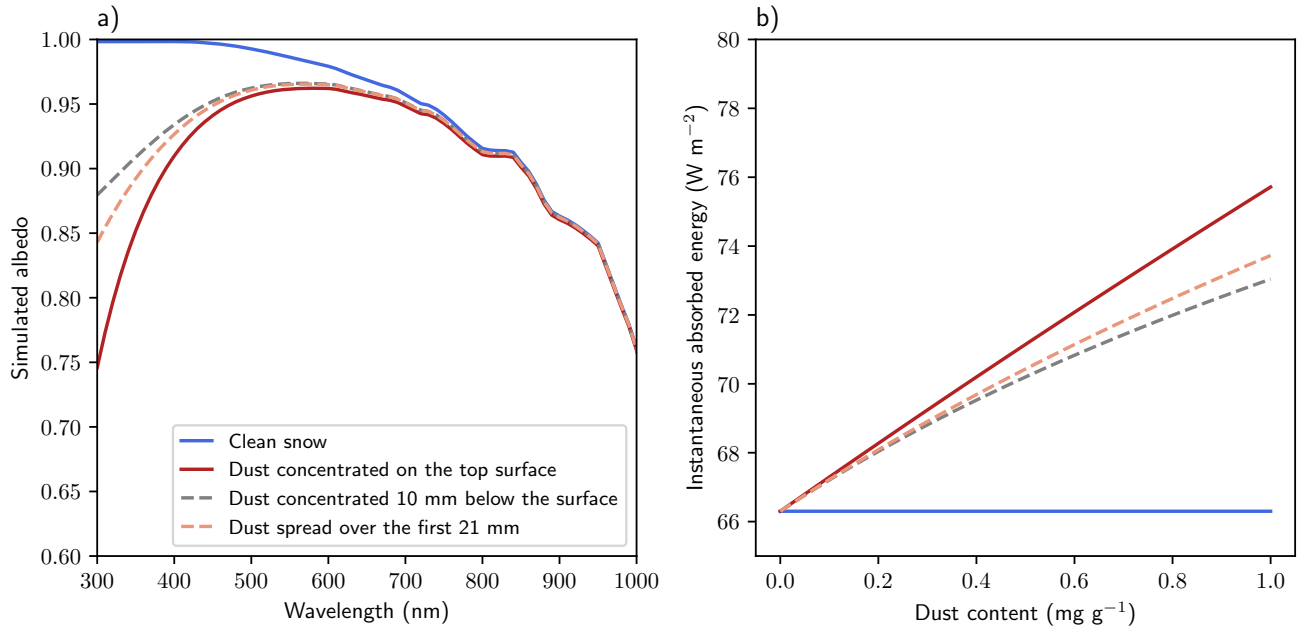 a)
1.00
0.95
0.90
0.85
0.80
0.75
0.70
0.65
0.60
Simulated albedo
300 400 500 600 700 800 900 1000
Wavelength (nm)
Clean snow
Dust concentrated on the top surface
Dust concentrated 10 mm below the surface
Dust spread over the first 21 mm
b)
80
78
76
74
72
70
68
66
Instantaneous absorbed energy (W m⁻²)
0.0 0.2 0.4 0.6 0.8 1.0
Dust content (mg g⁻¹)